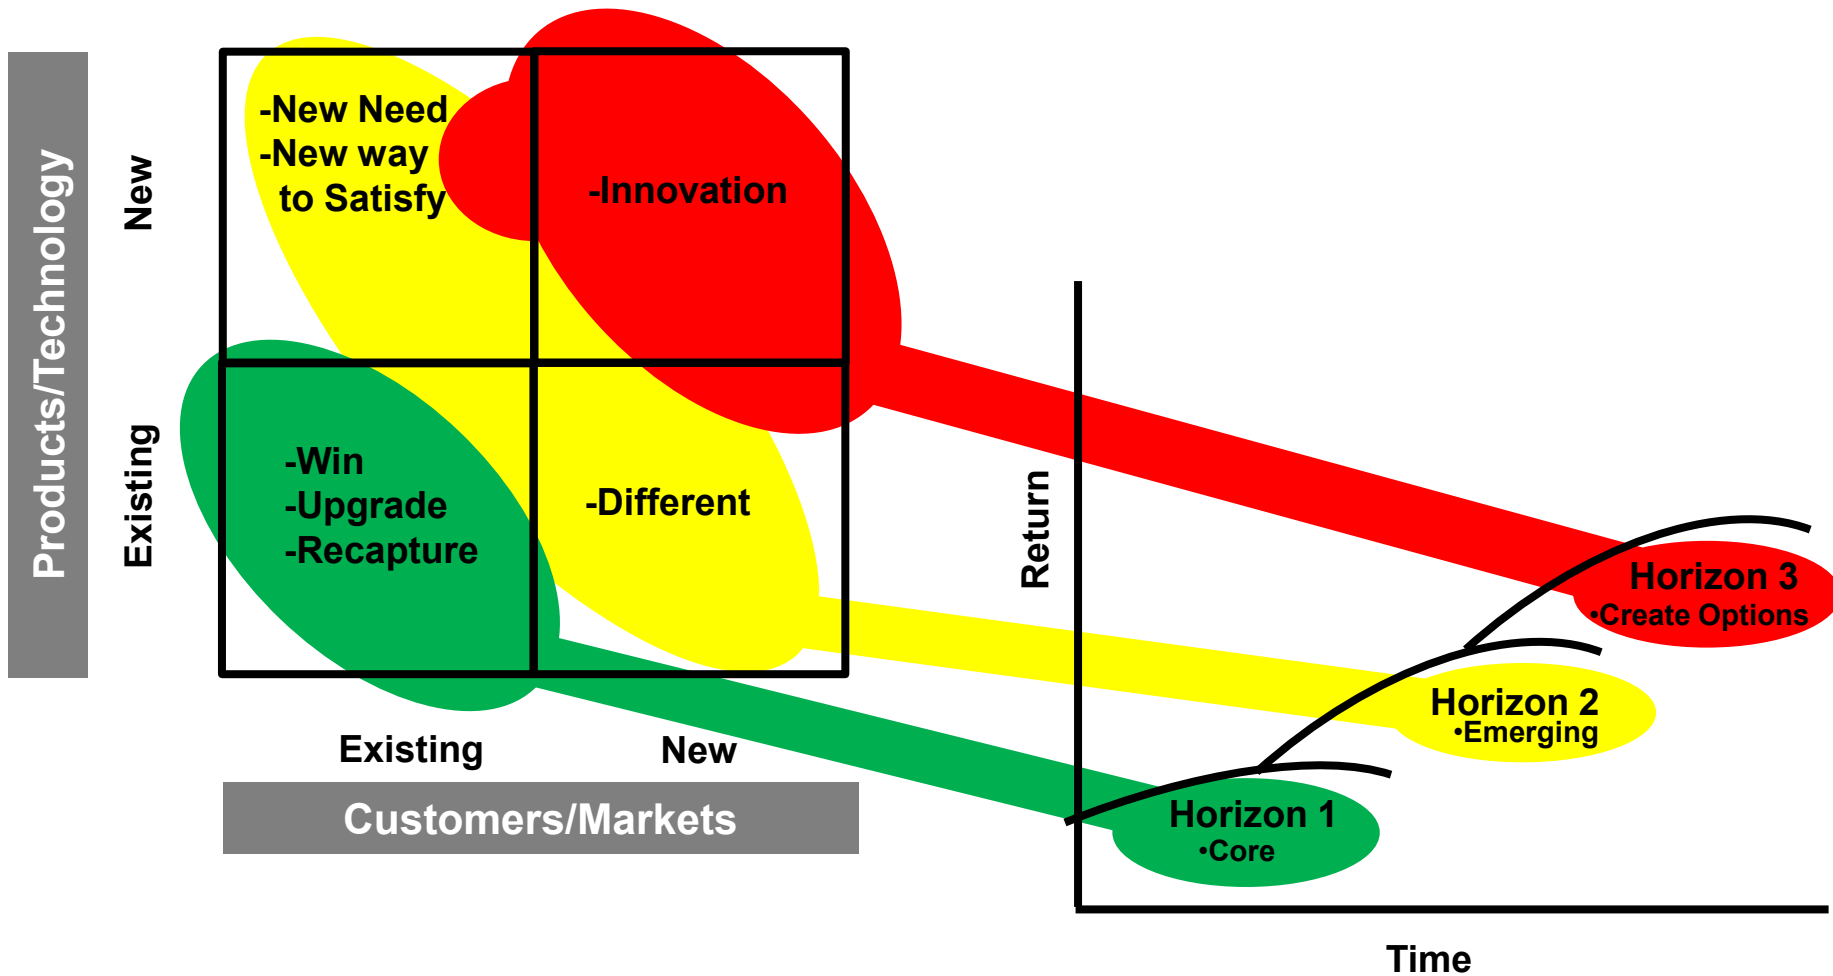 Products/Technology
New
Existing
-New Need
-New way
to Satisfy
-Innovation
-Win
-Upgrade
-Recapture
-Different
Existing
New
Customers/Markets
Return
Horizon 3
•Create Options
Horizon 2
•Emerging
Horizon 1
•Core
Time